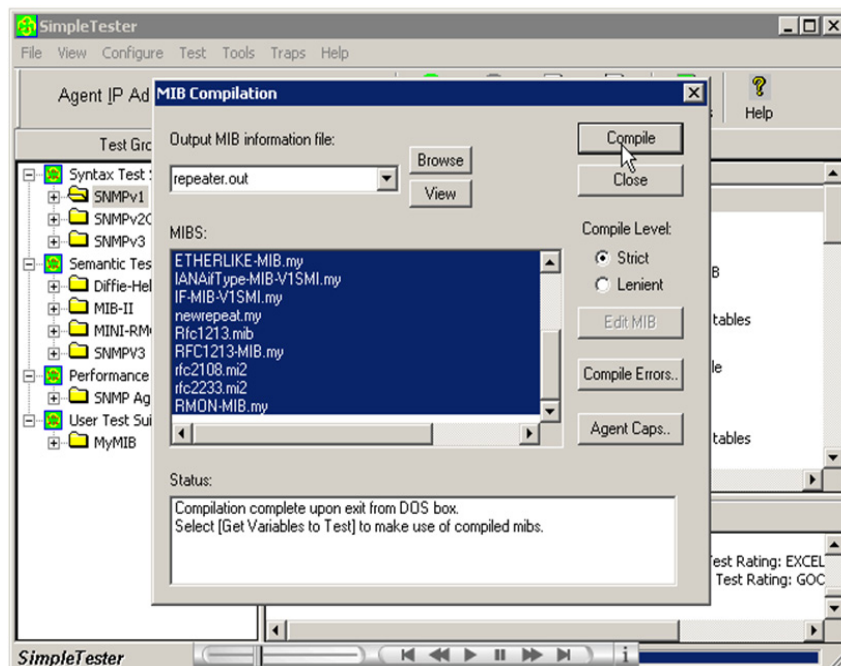 SimpleTester
File View Configure Test Tools Traps Help
Agent IP Ad
Help
MIB Compilation
Test Gro
Output MIB information file:
repeater.out
Browse
View
Compile
Close
MIBS:
ETHERLIKE-MIB.my
IANAifType-MIB-V1SMI.my
IF-MIB-V1SMI.my
newrepeat.my
Rfc1213.mib
RFC1213-MIB.my
rfc2108.mi2
rfc2233.mi2
RMON-MIB.my
Compile Level:
Strict
Lenient
Edit MIB
Compile Errors..
Agent Caps..
Status:
Compilation complete upon exit from DOS box.
Select [Get Variables to Test] to make use of compiled mibs.
Syntax Test S
SNMPv1
SNMPv2C
SNMPv3
Semantic Tes
Diffie-Hel
MIB-II
MINI-RMO
SNMPV3
Performance
SNMP Ag
User Test Sui
MyMIB
B
tables
le
tables
Test Rating: EXCEL
Test Rating: GOO
SimpleTester